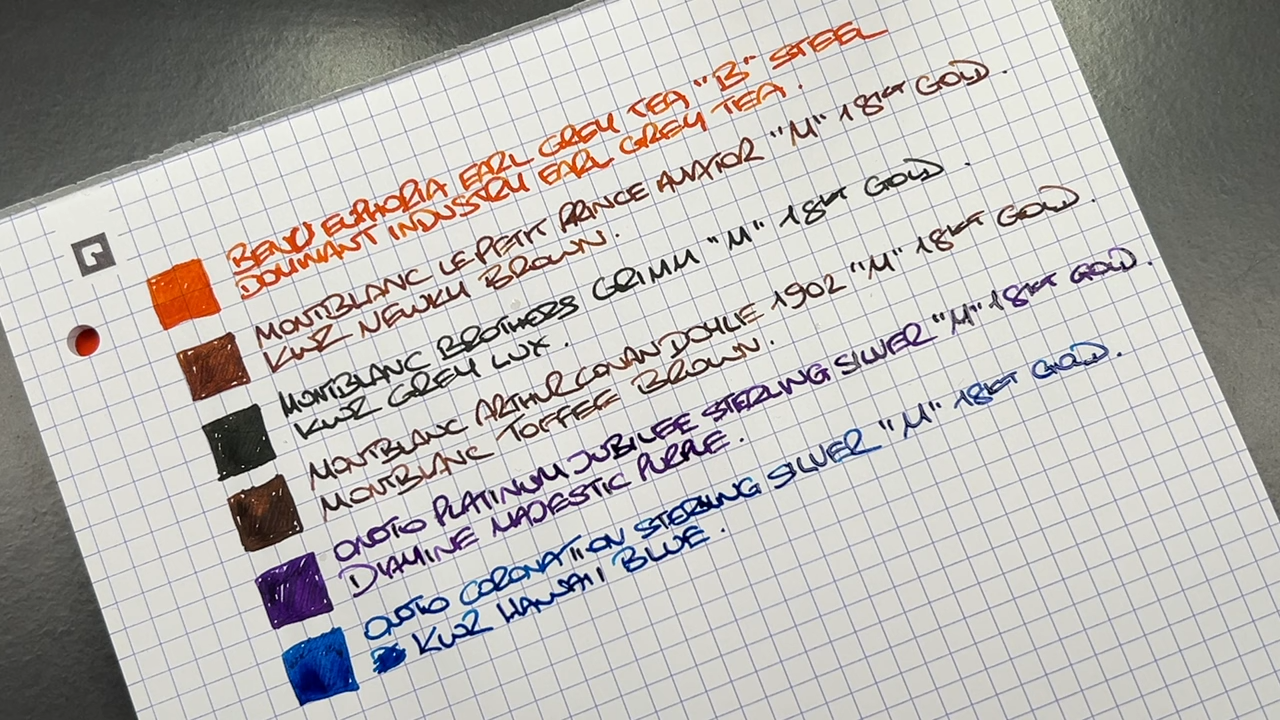 BENU EUPHORIA EARL GREY TEA "B" STEEL
DOMINANT INDUSTRY EARL GREY TEA.
MONTBLANC LE PETIT PRINCE AVIATOR "M" 18KT GOLD.
KWZ NEWKY BROWN.
MONTBLANC BROTHERS GRIMM "M" 18KT GOLD.
KWZ GREY LUX.
MONTBLANC ARTHUR CONAN DOYLE 1902 "M" 18KT GOLD.
MONTBLANC TOFFEE BROWN.
ONOTO PLATINUM JUBILEE STERLING SILVER "M" 18KT GOLD.
DIAMINE MAJESTIC PURPLE.
ONOTO CORONATION STERLING SILVER "M" 18KT GOLD.
KWZ HAWAII BLUE.